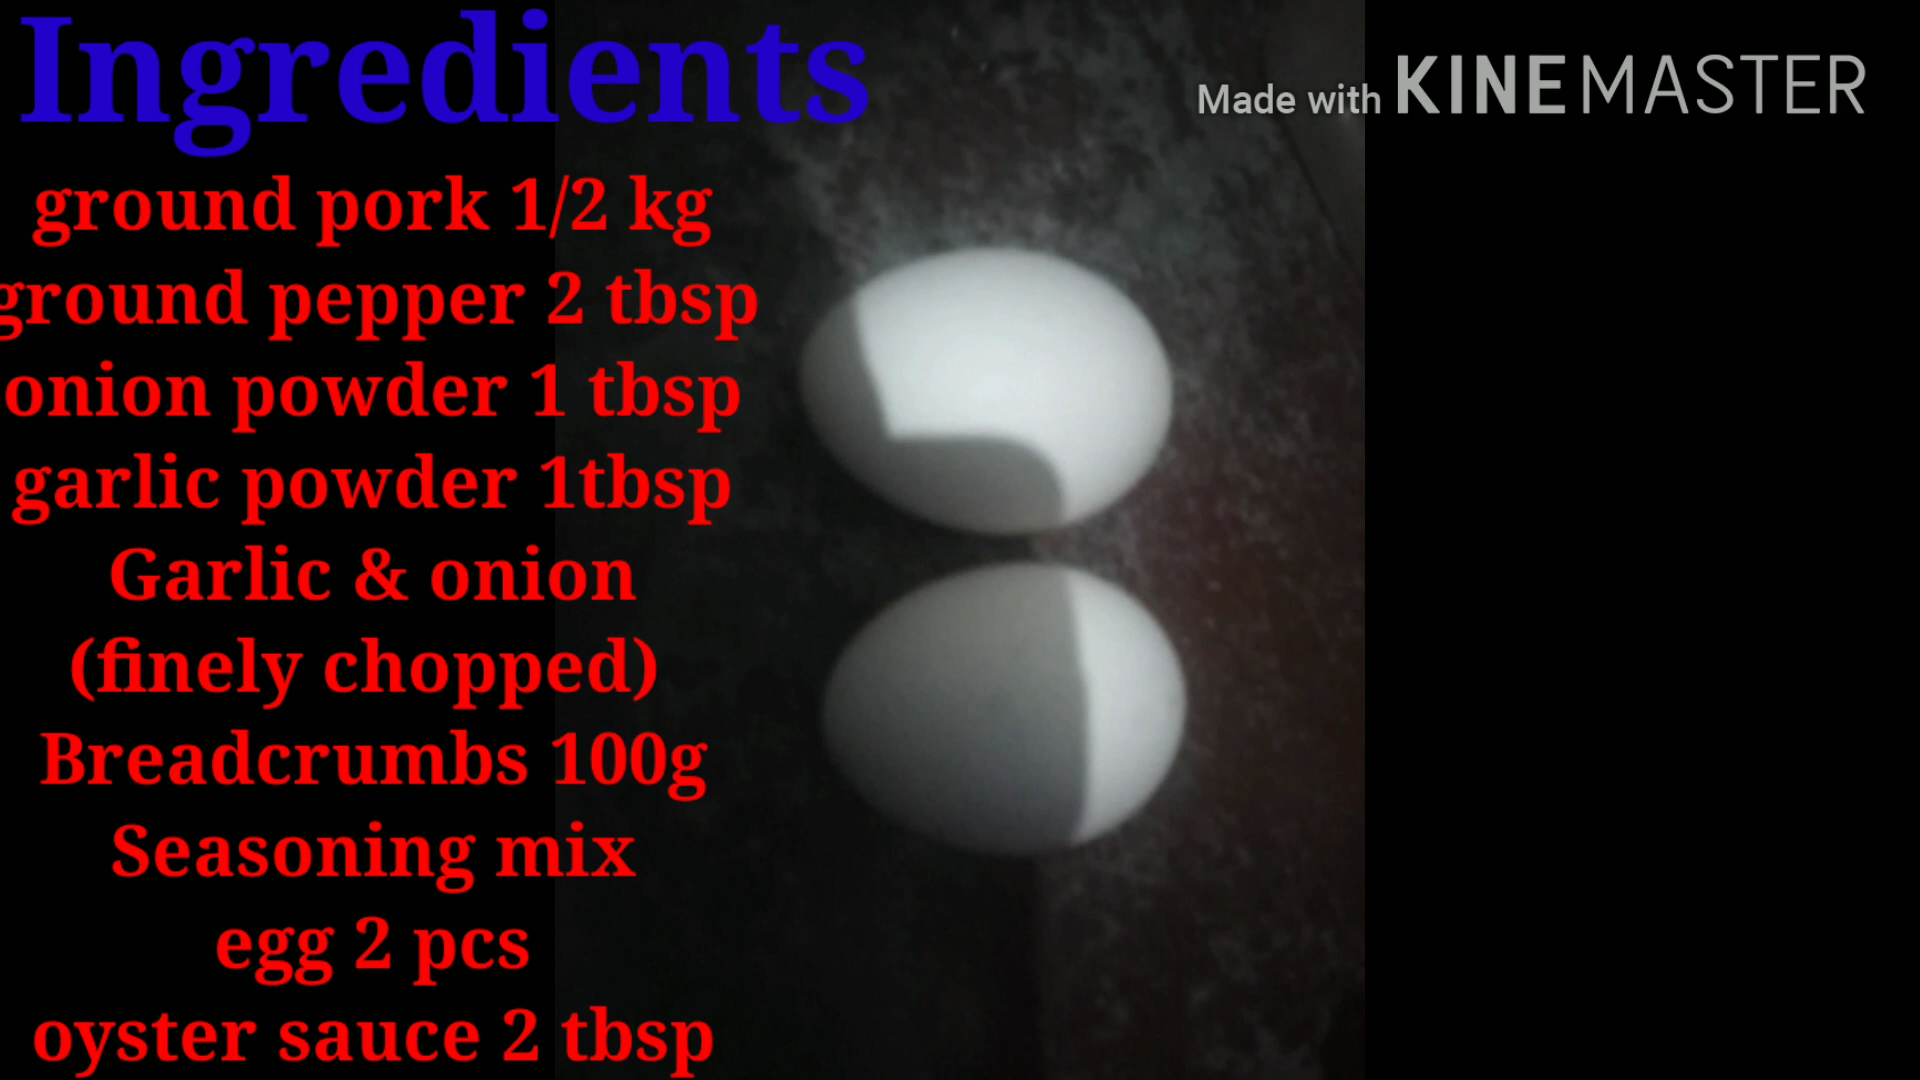 Ingredients
Made with KINEMASTER
ground pork 1/2 kg
ground pepper 2 tbsp
onion powder 1 tbsp
garlic powder 1tbsp
Garlic & onion
(finely chopped)
Breadcrumbs 100g
Seasoning mix
egg 2 pcs
oyster sauce 2 tbsp